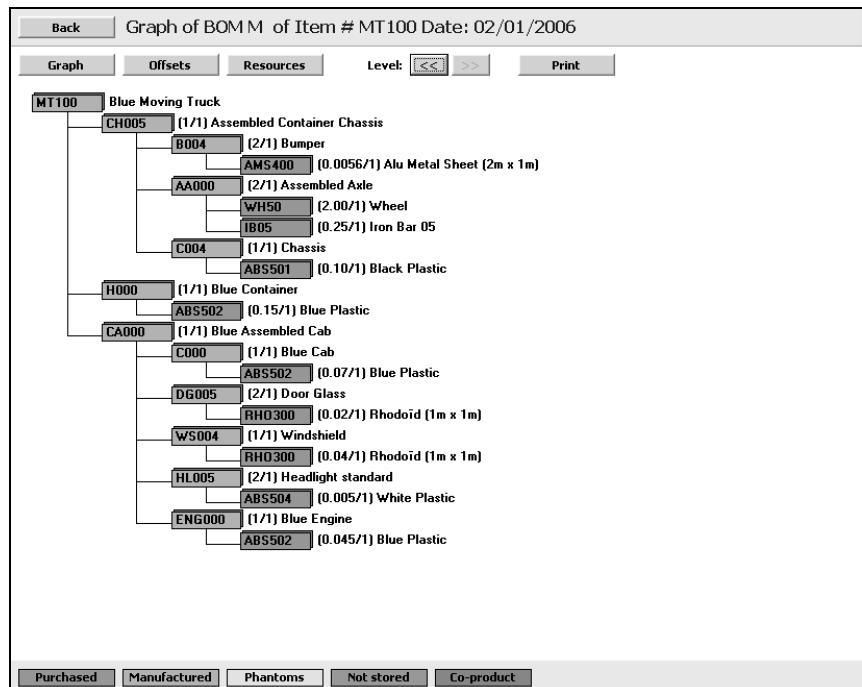 Back Graph of BOM M of Item # MT100 Date: 02/01/2006
Graph Offsets Resources Level: << >> Print
MT100 Blue Moving Truck
CH005 (1/1) Assembled Container Chassis
B004 (2/1) Bumper
AMS400 (0.0056/1) Alu Metal Sheet (2m x 1m)
AA000 (2/1) Assembled Axle
WH50 (2.00/1) Wheel
IB05 (0.25/1) Iron Bar 05
C004 (1/1) Chassis
ABS501 (0.10/1) Black Plastic
H000 (1/1) Blue Container
ABS502 (0.15/1) Blue Plastic
CA000 (1/1) Blue Assembled Cab
C000 (1/1) Blue Cab
ABS502 (0.07/1) Blue Plastic
DG005 (2/1) Door Glass
RHO300 (0.02/1) Rhodoïd (1m x 1m)
WS004 (1/1) Windshield
RHO300 (0.04/1) Rhodoïd (1m x 1m)
HL005 (2/1) Headlight standard
ABS504 (0.005/1) White Plastic
ENG000 (1/1) Blue Engine
ABS502 (0.045/1) Blue Plastic
Purchased Manufactured Phantoms Not stored Co-product